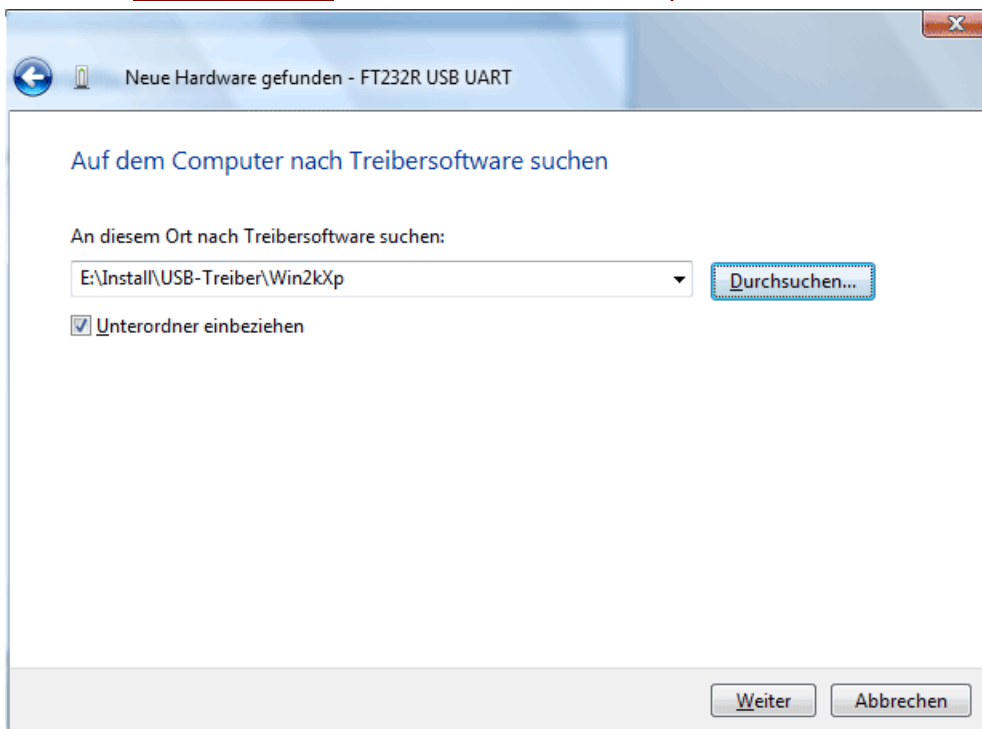 Neue Hardware gefunden - FT232R USB UART
Auf dem Computer nach Treibersoftware suchen
An diesem Ort nach Treibersoftware suchen:
E:\Install\USB-Treiber\Win2kXp
Durchsuchen...
Unterordner einbeziehen
Weiter
Abbrechen